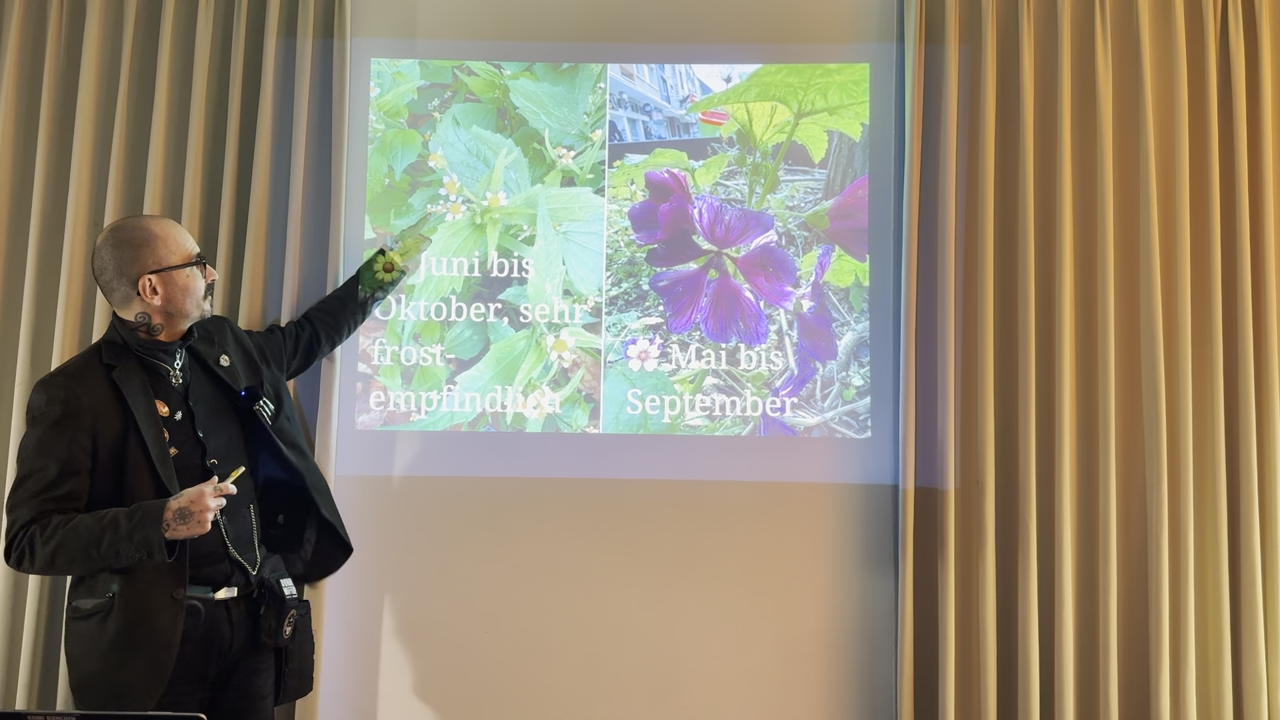 Juni bis
Oktober, sehr
frost-
empfindlich
🌸 Mai bis
September